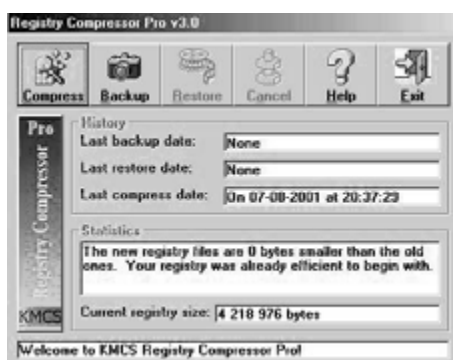 Registry Compressor Pro v3.0
Compress Backup Restore Cancel Help Exit
Pro
Registry Compressor
KMCS
History
Last backup date: None
Last restore date: None
Last compress date: On 07-08-2001 at 20:37:29
Statistics
The new registry files are 0 bytes smaller than the old
ones. Your registry was already efficient to begin with.
Current registry size: 4 218 976 bytes
Welcome to KMCS Registry Compressor Pro!